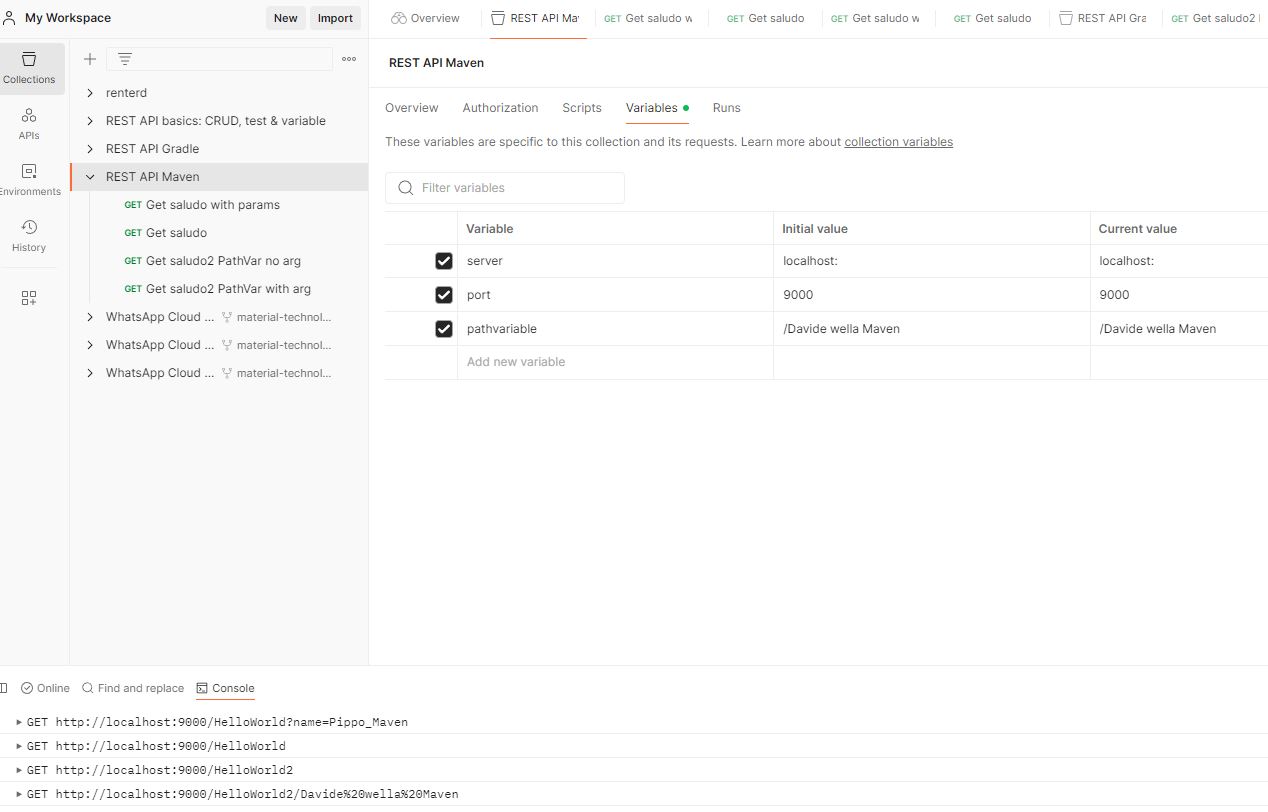 My Workspace
New
Import
Overview
REST API Ma
GET Get saludo w
GET Get saludo
GET Get saludo w
GET Get saludo
REST API Gra
GET Get saludo2
Collections
APIs
Environments
History
renterd
REST API basics: CRUD, test & variable
REST API Gradle
REST API Maven
GET Get saludo with params
GET Get saludo
GET Get saludo2 PathVar no arg
GET Get saludo2 PathVar with arg
WhatsApp Cloud ... material-technol...
WhatsApp Cloud ... material-technol...
WhatsApp Cloud ... material-technol...
REST API Maven
Overview Authorization Scripts Variables Runs
These variables are specific to this collection and its requests. Learn more about collection variables
Filter variables
Variable Initial value Current value
server localhost: localhost:
port 9000 9000
pathvariable /Davide wella Maven /Davide wella Maven
Add new variable
Online Find and replace Console
GET http://localhost:9000/HelloWorld?name=Pippo_Maven
GET http://localhost:9000/HelloWorld
GET http://localhost:9000/HelloWorld2
GET http://localhost:9000/HelloWorld2/Davide%20wella%20Maven